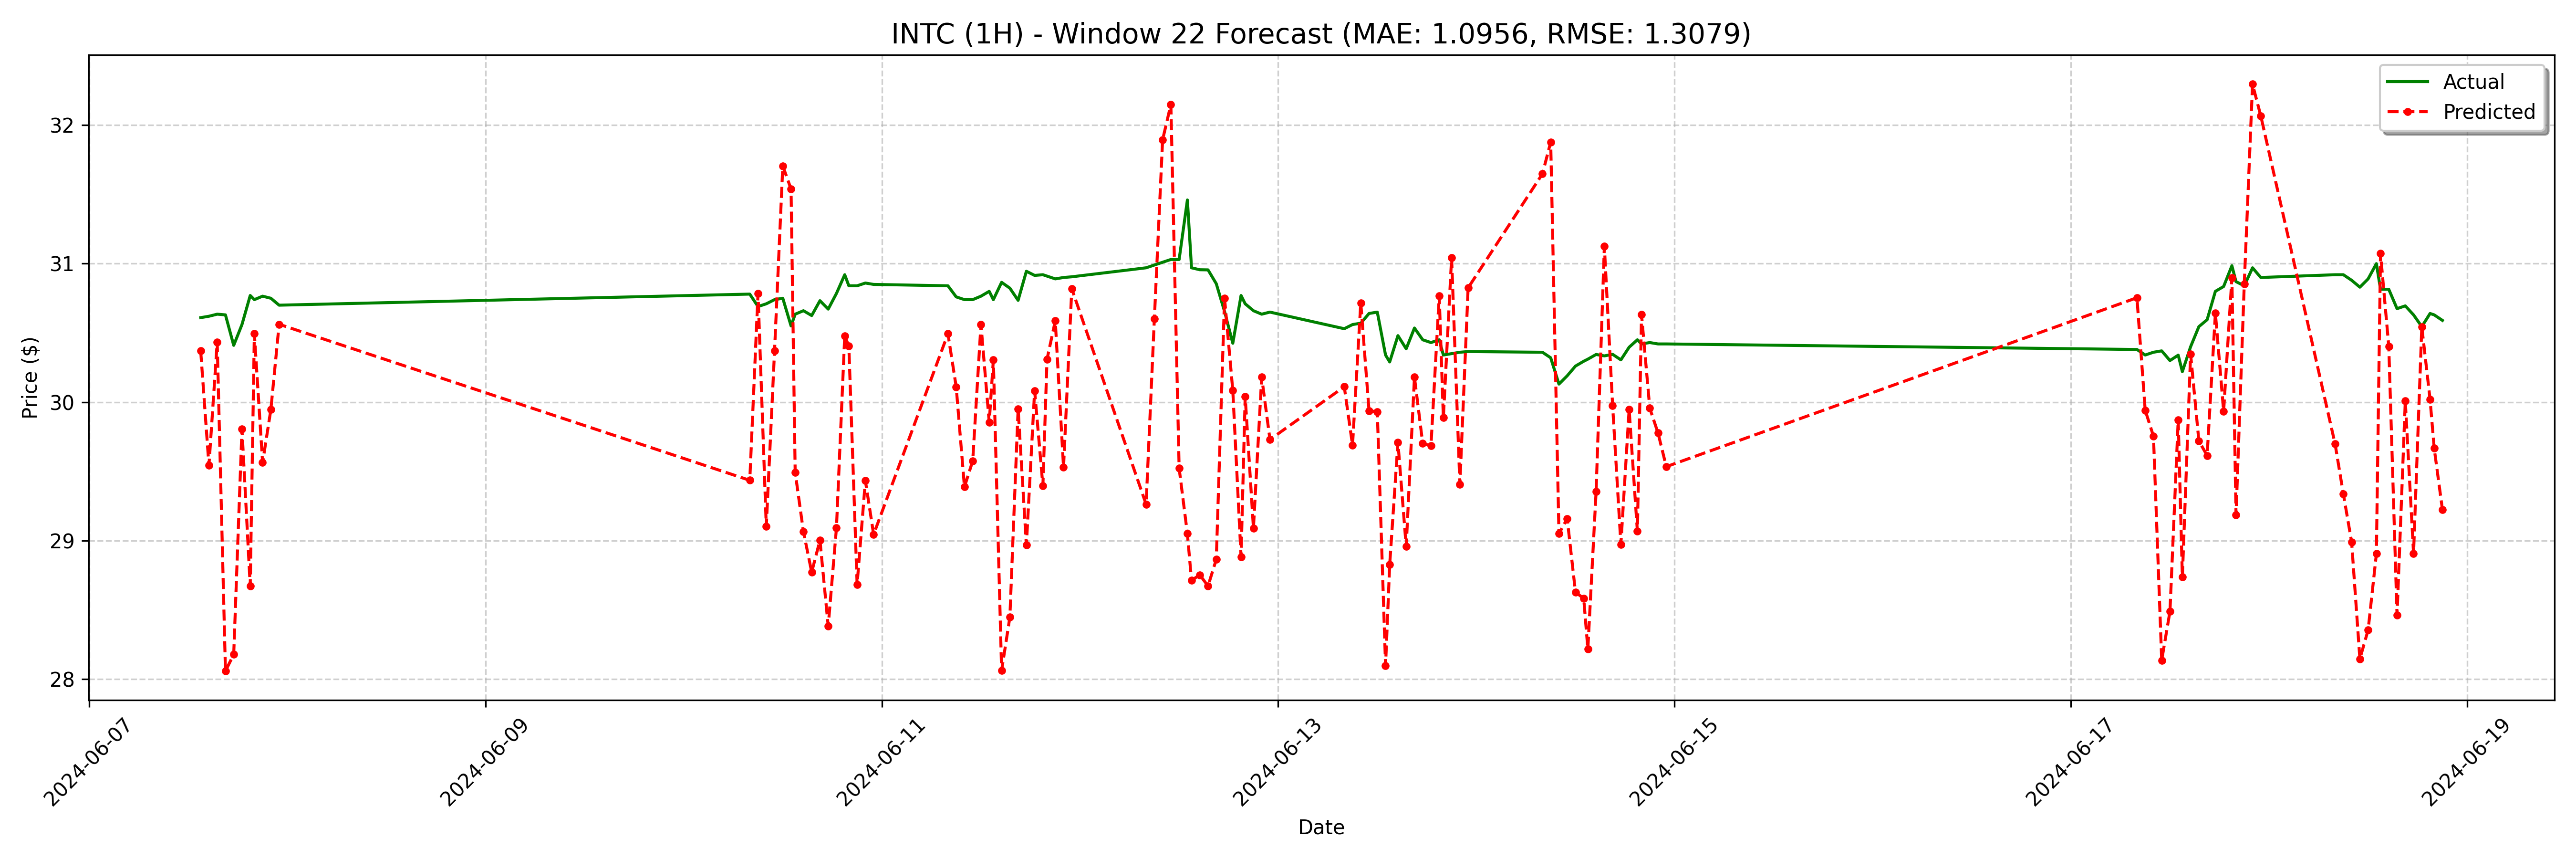 INTC (1H) - Window 22 Forecast (MAE: 1.0956, RMSE: 1.3079)
Actual
Predicted
Price ($)
32
31
30
29
28
2024-06-07
2024-06-09
2024-06-11
2024-06-13
2024-06-15
2024-06-17
2024-06-19
Date